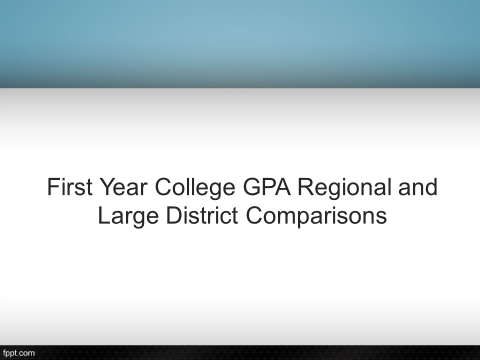 First Year College GPA Regional and
Large District Comparisons
fppt.com